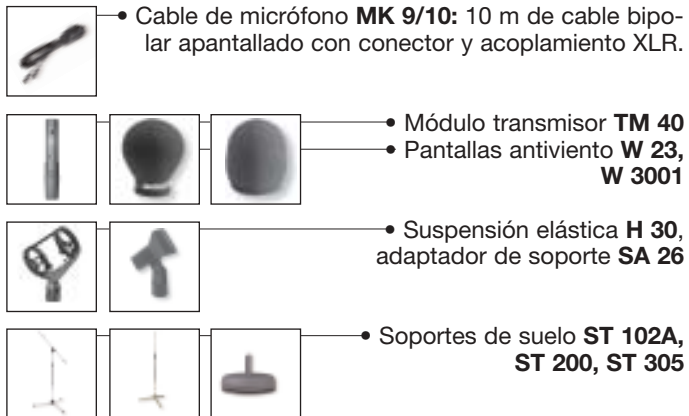 • Cable de micrófono MK 9/10: 10 m de cable bipo-
lar apantallado con conector y acoplamiento XLR.
• Módulo transmisor TM 40
• Pantallas antiviento W 23,
W 3001
• Suspensión elástica H 30,
adaptador de soporte SA 26
• Soportes de suelo ST 102A,
ST 200, ST 305